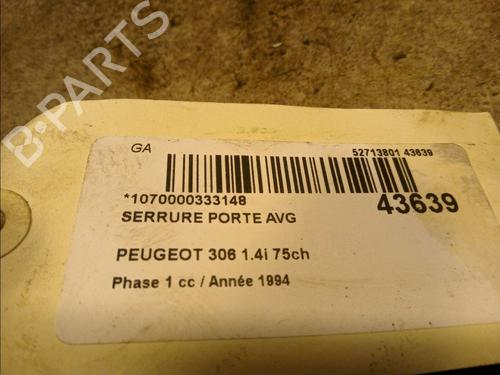 GA
52713801 43639
*1070000333148
43639
SERRURE PORTE AVG
PEUGEOT 306 1.4i 75ch
Phase 1 cc / Année 1994
B-PARTS